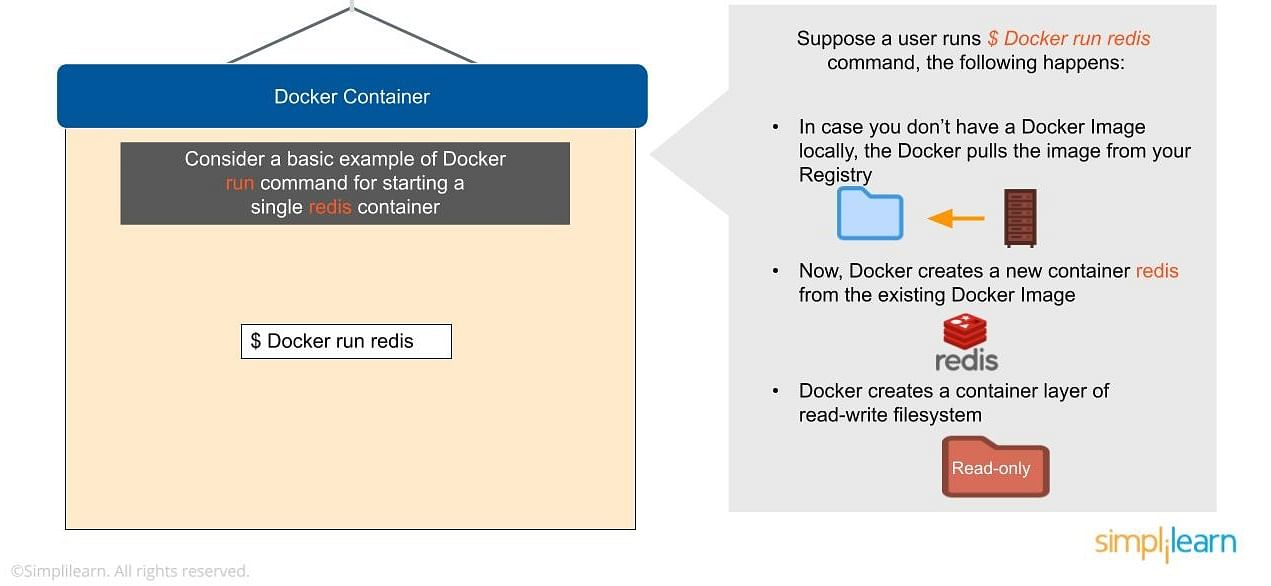 Docker Container
Consider a basic example of Docker
run command for starting a
single redis container
$ Docker run redis
Suppose a user runs $ Docker run redis
command, the following happens:
• In case you don’t have a Docker Image
locally, the Docker pulls the image from your
Registry
• Now, Docker creates a new container redis
from the existing Docker Image
redis
• Docker creates a container layer of
read-write filesystem
Read-only
simplilearn
©Simplilearn. All rights reserved.